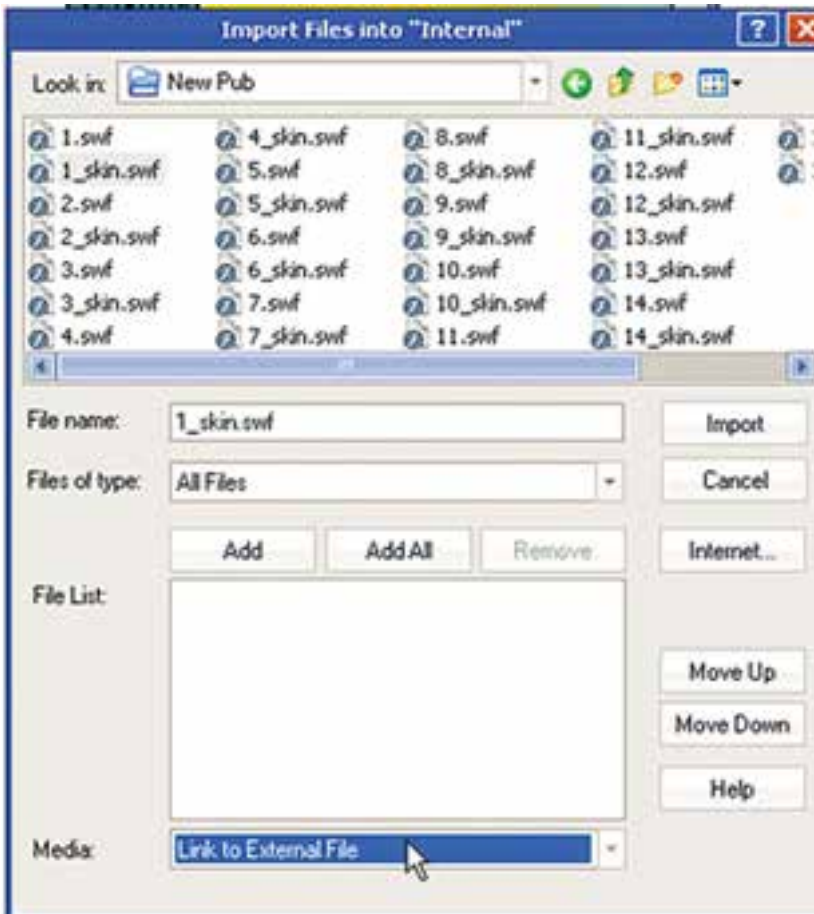 Import Files into "Internal"
?
Look in: New Pub
1.swf 4_skin.swf 8.swf 11_skin.swf
1_skin.swf 5.swf 8_skin.swf 12.swf
2.swf 5_skin.swf 9.swf 12_skin.swf
2_skin.swf 6.swf 9_skin.swf 13.swf
3.swf 6_skin.swf 10.swf 13_skin.swf
3_skin.swf 7.swf 10_skin.swf 14.swf
4.swf 7_skin.swf 11.swf 14_skin.swf
File name: 1_skin.swf Import
Files of type: All Files Cancel
Add Add All Remove Internet...
File List:
Move Up
Move Down
Help
Media: Link to External File